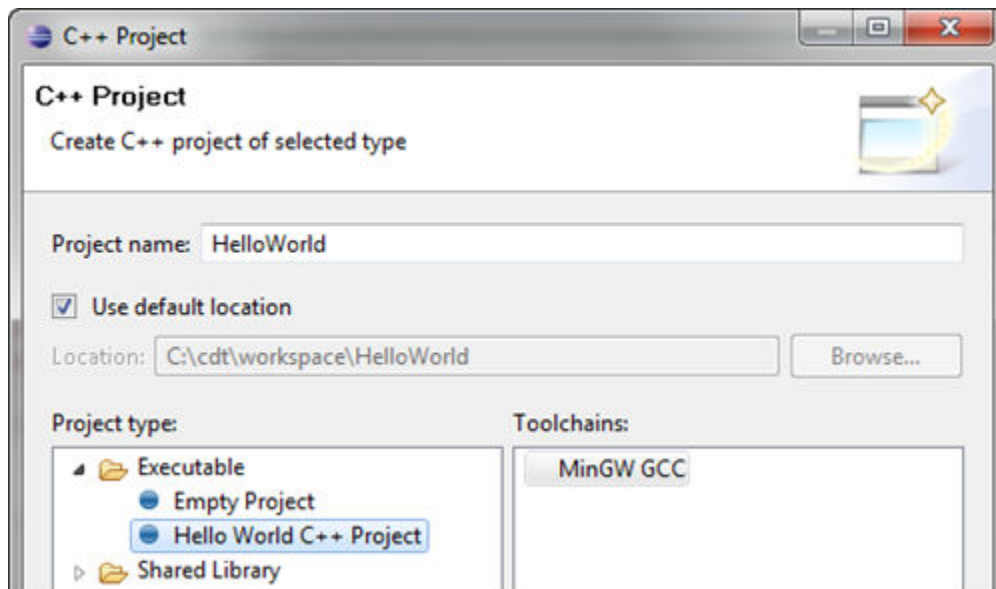 C++ Project
C++ Project
Create C++ project of selected type
Project name: HelloWorld
Use default location
Location: C:\cdt\workspace\HelloWorld Browse...
Project type: Toolchains:
Executable MinGW GCC
Empty Project
Hello World C++ Project
Shared Library